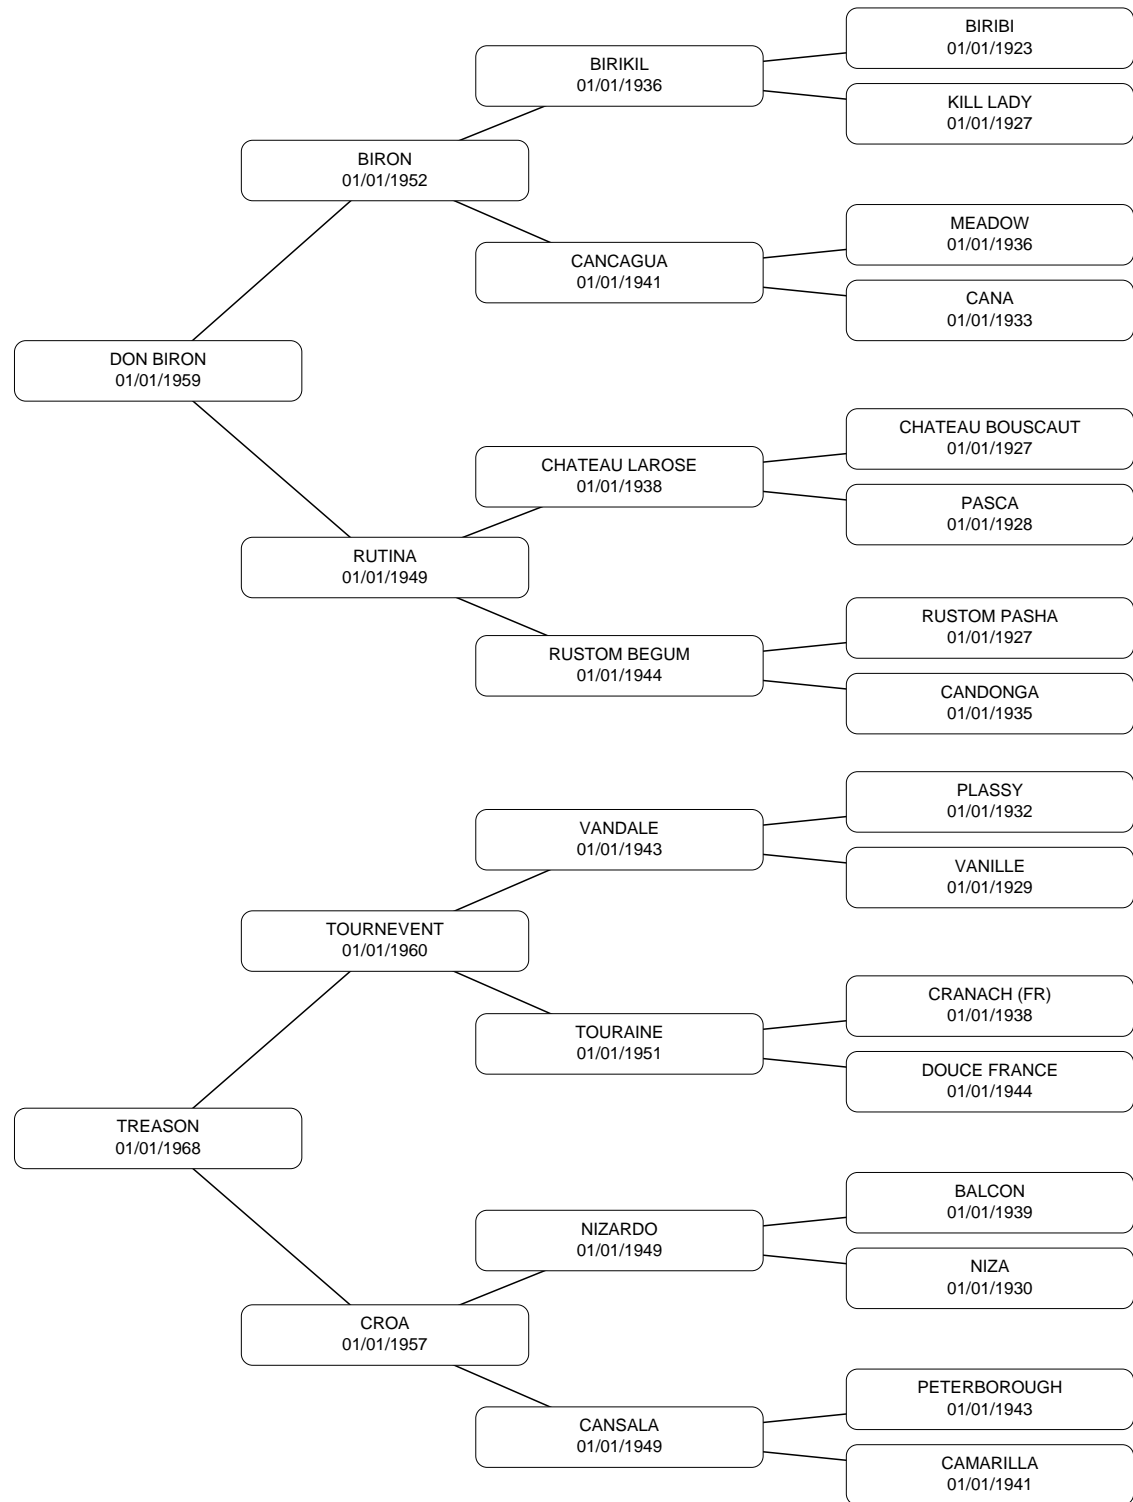 BIRIBI
01/01/1923
BIRIKIL
01/01/1936
KILL LADY
01/01/1927
BIRON
01/01/1952
MEADOW
01/01/1936
CANCAGUA
01/01/1941
CANA
01/01/1933
DON BIRON
01/01/1959
CHATEAU BOUSCAUT
01/01/1927
CHATEAU LAROSE
01/01/1938
PASCA
01/01/1928
RUTINA
01/01/1949
RUSTOM PASHA
01/01/1927
RUSTOM BEGUM
01/01/1944
CANDONGA
01/01/1935
PLASSY
01/01/1932
VANDALE
01/01/1943
VANILLE
01/01/1929
TOURNEVENT
01/01/1960
CRANACH (FR)
01/01/1938
TOURAINE
01/01/1951
DOUCE FRANCE
01/01/1944
TREASON
01/01/1968
BALCON
01/01/1939
NIZARDO
01/01/1949
NIZA
01/01/1930
CROA
01/01/1957
PETERBOROUGH
01/01/1943
CANSALA
01/01/1949
CAMARILLA
01/01/1941